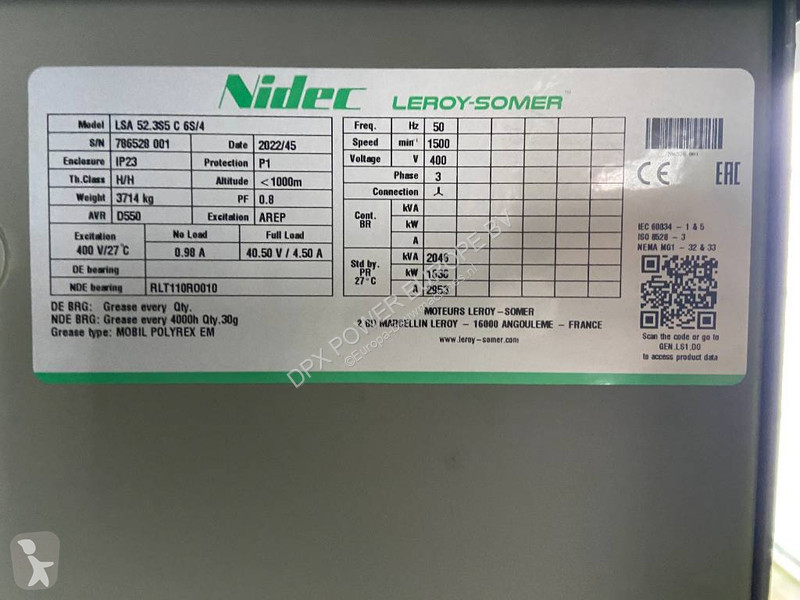 Nidec LEROY-SOMER™
Model LSA 52.3S5 C 6S/4
S/N 786528 001 Date 2022/45
Enclosure IP23 Protection P1
Th.Class H/H Altitude <1000m
Weight 3714 kg PF 0.8
AVR D550 Excitation AREP
Excitation No Load Full Load
400 V/27°C 0.98 A 40.50 V / 4.50 A
DE bearing
NDE bearing RLT110RO010
DE BRG: Grease every Qty.
NDE BRG: Grease every 4000h Qty.30g
Grease type: MOBIL POLYREX EM
Freq. Hz 50
Speed min⁻¹ 1500
Voltage V 400
Phase 3
Connection
Cont. BR kVA
kW
A
Std by. PR 27°C kVA 2046
kW 1636
A 2953
MOTEURS LEROY-SOMER
MARCELLIN LEROY - 16000 ANGOULEME - FRANCE
www.leroy-somer.com
CE EAC
IEC 60034 - 1 & 5
ISO 8528 - 3
NEMA MG1 - 32 & 33
Scan the code or go to
GEN.LS1.DO
to access product data
DPX POWER EUROPE BV